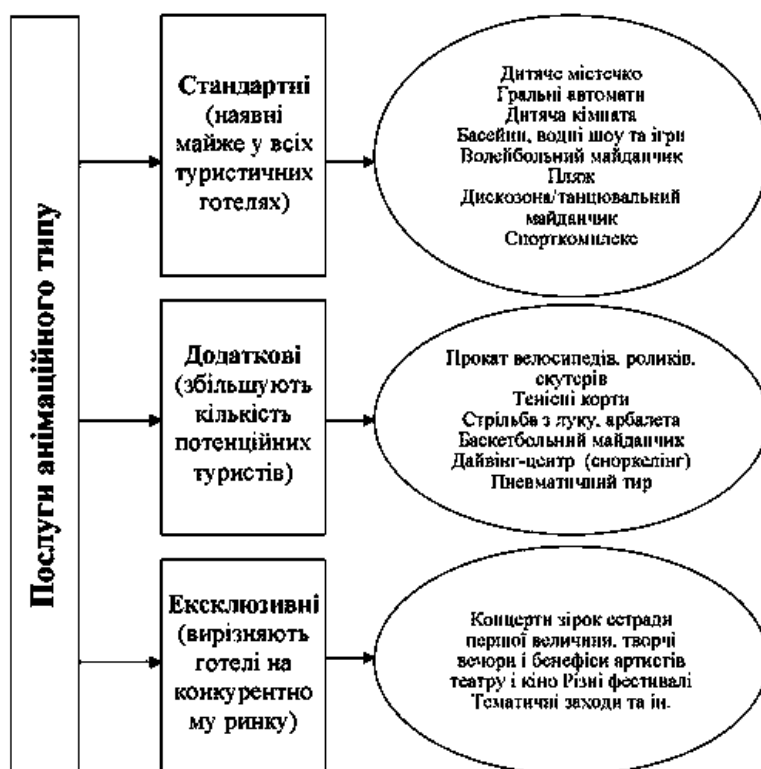 Послуги анімаційного типу
Стандартні
(наявні
майже у всіх
туристичних
готелях)
Дитяче містечко
Гральні автомати
Дитяча кімната
Басейни, водні шоу та ігри
Волейбольний майданчик
Пляж
Дискозона/танцювальний
майданчик
Спорткомплекс
Додаткові
(збільшують
кількість
потенційних
туристів)
Прокат велосипедів, роликів,
скутерів
Тенісні корти
Стрільба з луку, арбалета
Баскетбольний майданчик
Дайвінг-центр (снорклінг)
Пневматичний тир
Ексклюзивні
(вирізняють
готелі на
конкурентно
му ринку)
Концерти зірок естради
першої величини, творчі
вечори і бенефіси артистів
театру і кіно Різні фестивалі
Тематичні заходи та ін.